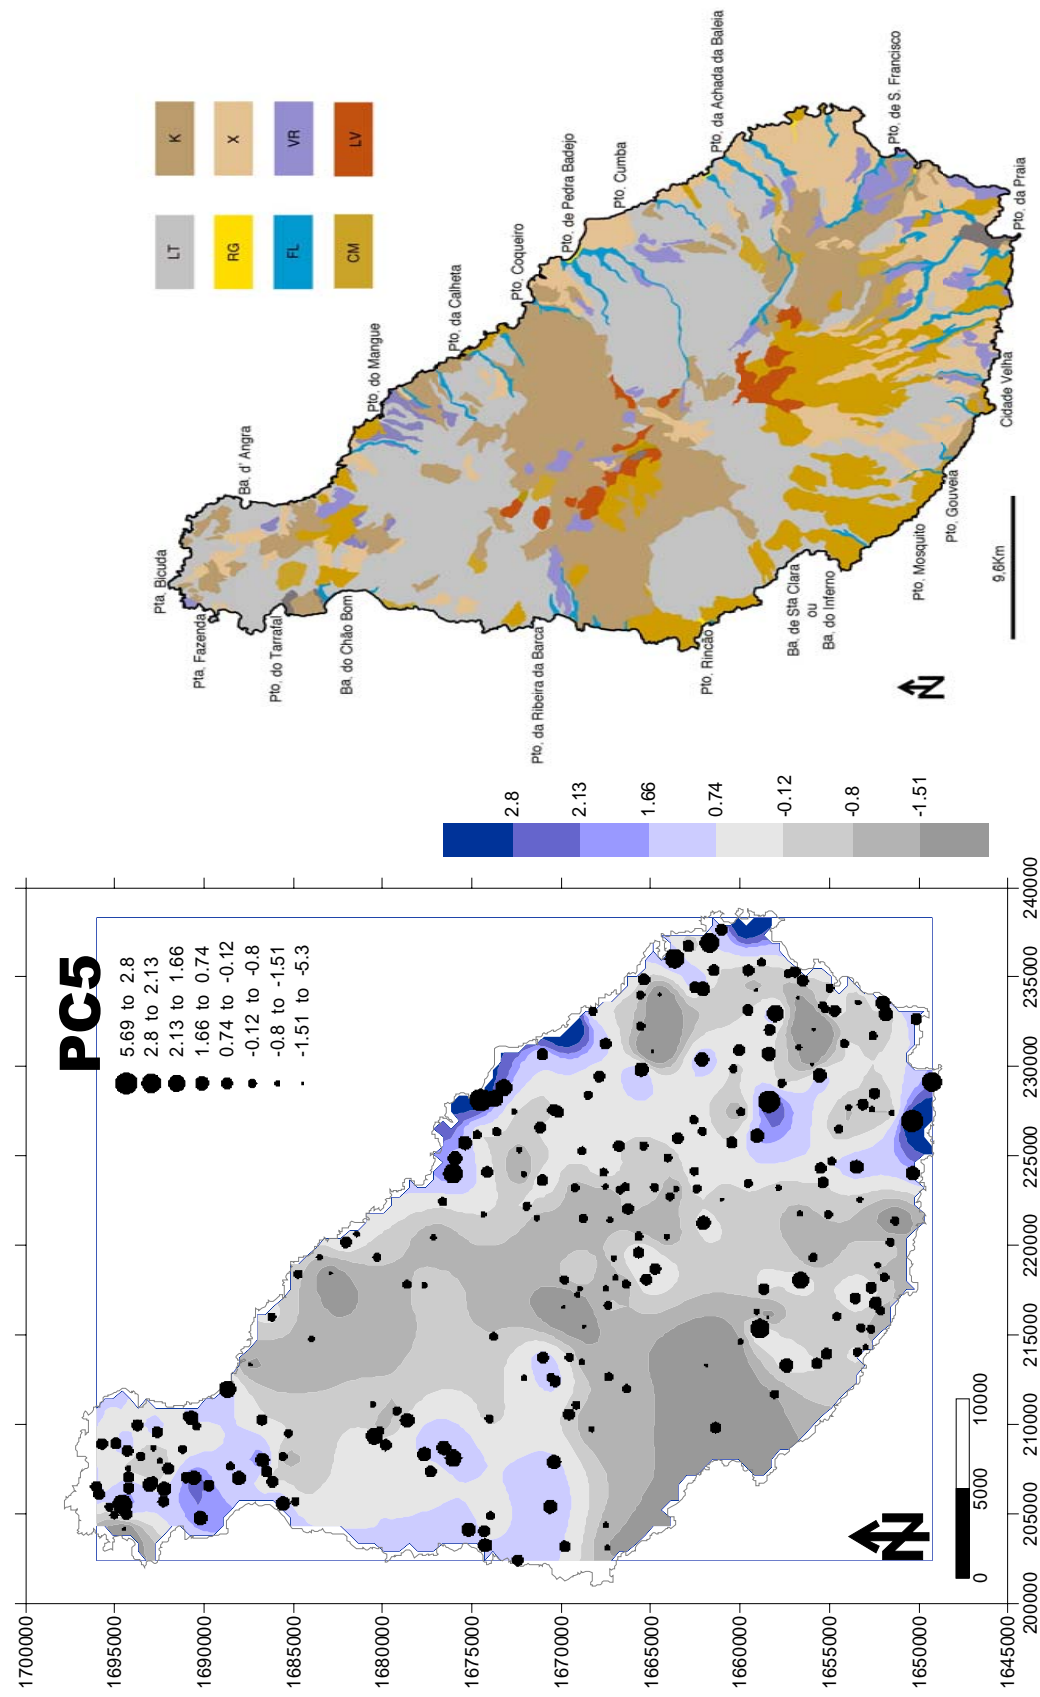 PC5
5.69 to 2.8
2.8 to 2.13
2.13 to 1.66
1.66 to 0.74
0.74 to -0.12
-0.12 to -0.8
-0.8 to -1.51
-1.51 to -5.3
1700000
1695000
1690000
1685000
1680000
1675000
1670000
1665000
1660000
1655000
1650000
1645000
200000
205000
210000
215000
220000
225000
230000
235000
240000
N
0
5000
10000
2.8
2.13
1.66
0.74
-0.12
-0.8
-1.51
LT
K
RG
X
FL
VR
CM
LV
Pta. Bicuda
Pta. Fazenda
Ba. d' Angra
Pto. do Tarrafal
Ba. do Chão Bom
Pto. do Mangue
Pto. da Calheta
Pto. Coqueiro
Pto. da Ribeira da Barca
Pto. de Pedra Badejo
Pto. Cumba
Pto. Rincão
Pto. da Achada da Baleia
Ba. de Sta Clara
ou
Ba. do Inferno
Pto. de S. Francisco
Pto. Mosquito
Pto. Gouveia
Cidade Velha
Pto. da Praia
N
9,6Km